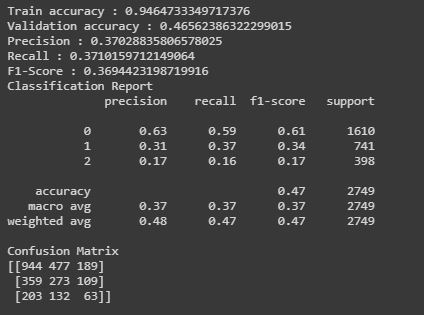 Train accuracy : 0.9464733349717376
Validation accuracy : 0.46562386322299015
Precision : 0.37028835806578025
Recall : 0.3710159712149064
F1-Score : 0.3694423198719916
Classification Report
precision recall f1-score support
0 0.63 0.59 0.61 1610
1 0.31 0.37 0.34 741
2 0.17 0.16 0.17 398
accuracy 0.47 2749
macro avg 0.37 0.37 0.37 2749
weighted avg 0.48 0.47 0.47 2749
Confusion Matrix
[[944 477 189]
[359 273 109]
[203 132 63]]